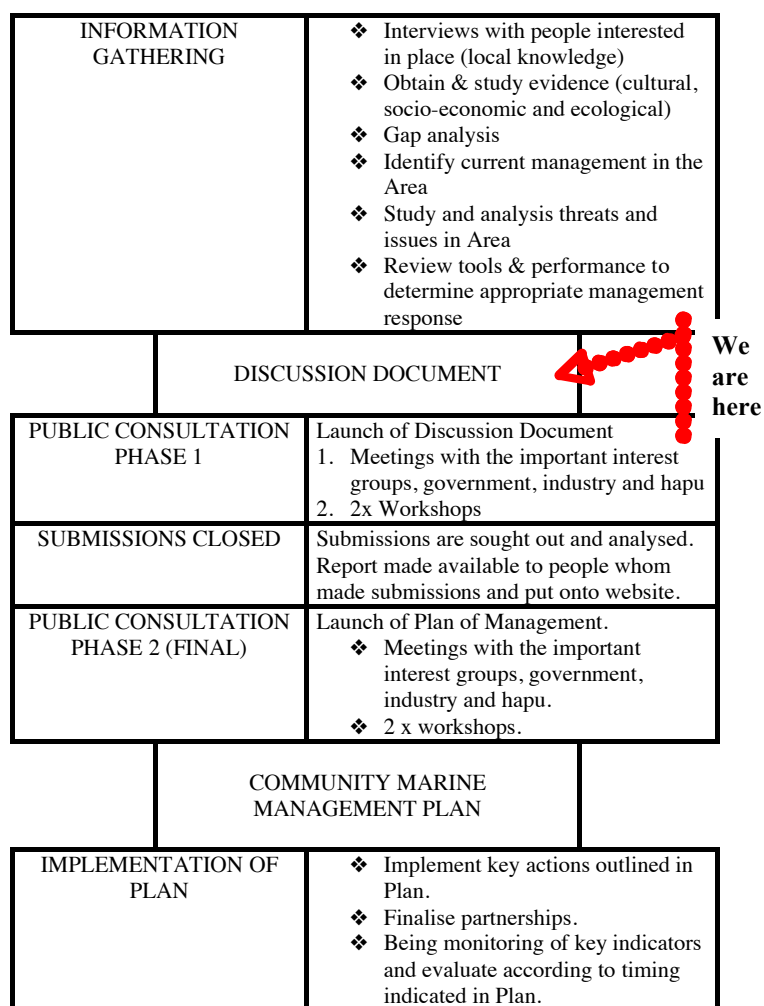 INFORMATION
GATHERING
❖ Interviews with people interested
in place (local knowledge)
❖ Obtain & study evidence (cultural,
socio-economic and ecological)
❖ Gap analysis
❖ Identify current management in the
Area
❖ Study and analysis threats and
issues in Area
❖ Review tools & performance to
determine appropriate management
response
DISCUSSION DOCUMENT
We
are
here
PUBLIC CONSULTATION
PHASE 1
Launch of Discussion Document
1. Meetings with the important interest
groups, government, industry and hapu
2. 2x Workshops
SUBMISSIONS CLOSED
Submissions are sought out and analysed.
Report made available to people whom
made submissions and put onto website.
PUBLIC CONSULTATION
PHASE 2 (FINAL)
Launch of Plan of Management.
❖ Meetings with the important
interest groups, government,
industry and hapu.
❖ 2 x workshops.
COMMUNITY MARINE
MANAGEMENT PLAN
IMPLEMENTATION OF
PLAN
❖ Implement key actions outlined in
Plan.
❖ Finalise partnerships.
❖ Being monitoring of key indicators
and evaluate according to timing
indicated in Plan.